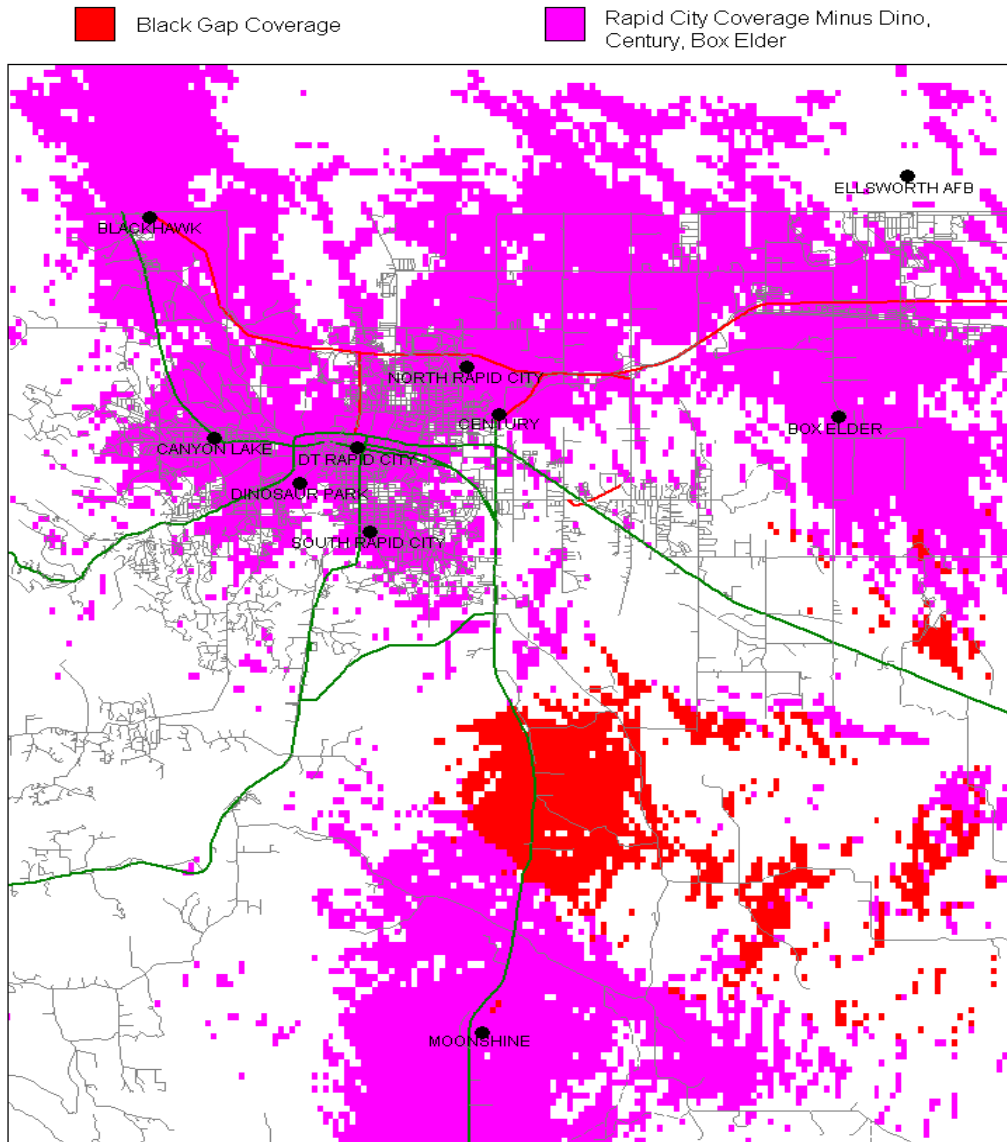 Black Gap Coverage
Rapid City Coverage Minus Dino,
Century, Box Elder
ELLSWORTH AFB
BLACKHAWK
NORTH RAPID CITY
CENTURY
BOX ELDER
CANYON LAKE
DT RAPID CITY
DINOSAUR PARK
SOUTH RAPID CITY
MOONSHINE